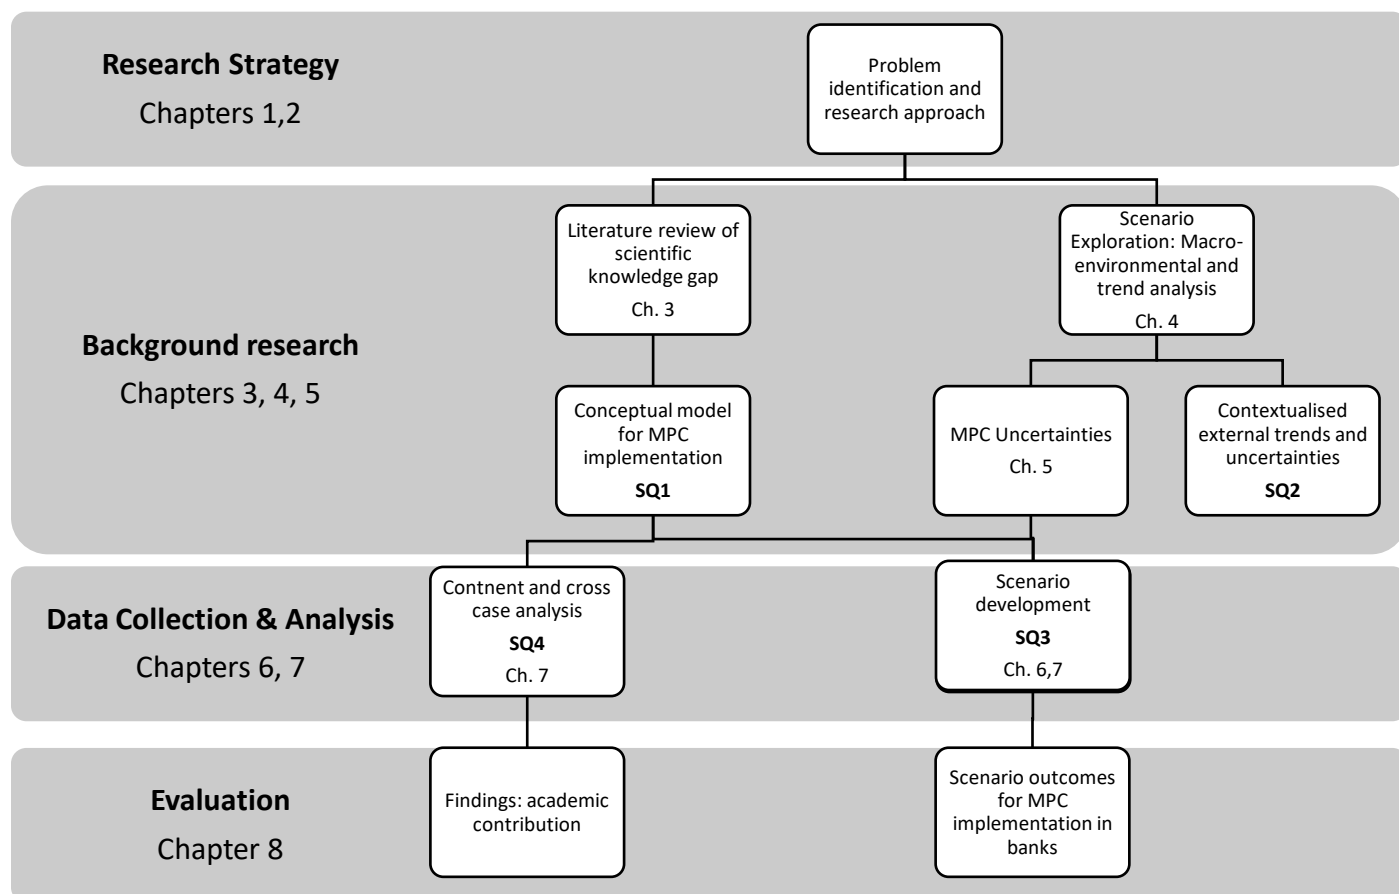 Research Strategy
Chapters 1,2
Problem
identification and
research approach
Background research
Chapters 3, 4, 5
Literature review of
scientific
knowledge gap
Ch. 3
Scenario
Exploration: Macro-
environmental and
trend analysis
Ch. 4
Conceptual model
for MPC
implementation
SQ1
MPC Uncertainties
Ch. 5
Contextualised
external trends and
uncertainties
SQ2
Data Collection & Analysis
Chapters 6, 7
Contnent and cross
case analysis
SQ4
Ch. 7
Scenario
development
SQ3
Ch. 6,7
Evaluation
Chapter 8
Findings: academic
contribution
Scenario outcomes
for MPC
implementation in
banks